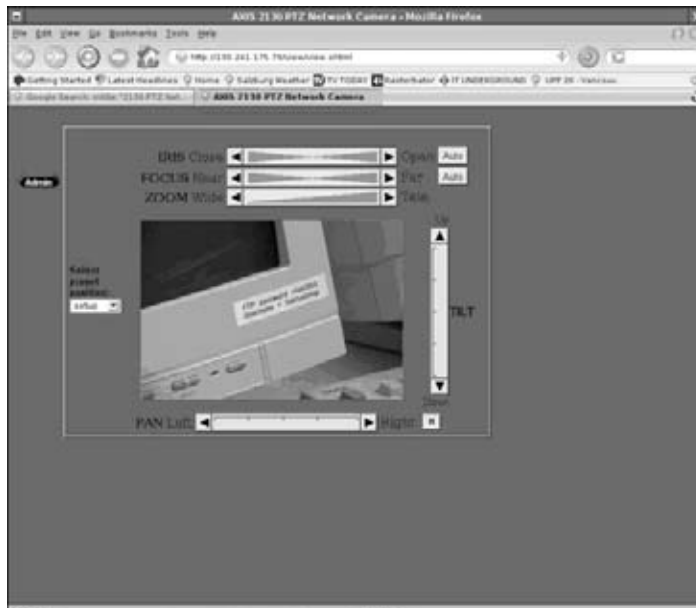 AXIS 2130 PTZ Network Camera - Mozilla Firefox
File Edit View Go Bookmarks Tools Help
Getting Started Latest Headlines Home Salzburg Weather TV TODAY Rasterbator IT UNDERGROUND
AXIS 2130 PTZ Network Camera
IRIS Close Open Auto
Admin
FOCUS Near Far Auto
ZOOM Wide Tele
Up
Select
preset
position:
TILT
Down
PAN Left Right